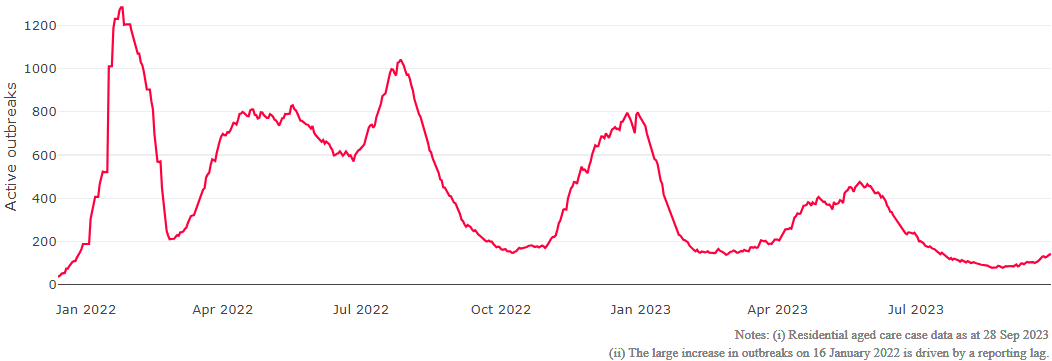 1200
1000
800
600
400
200
0
Active outbreaks
Jan 2022 Apr 2022 Jul 2022 Oct 2022 Jan 2023 Apr 2023 Jul 2023
Notes: (i) Residential aged care case data as at 28 Sep 2023
(ii) The large increase in outbreaks on 16 January 2022 is driven by a reporting lag.